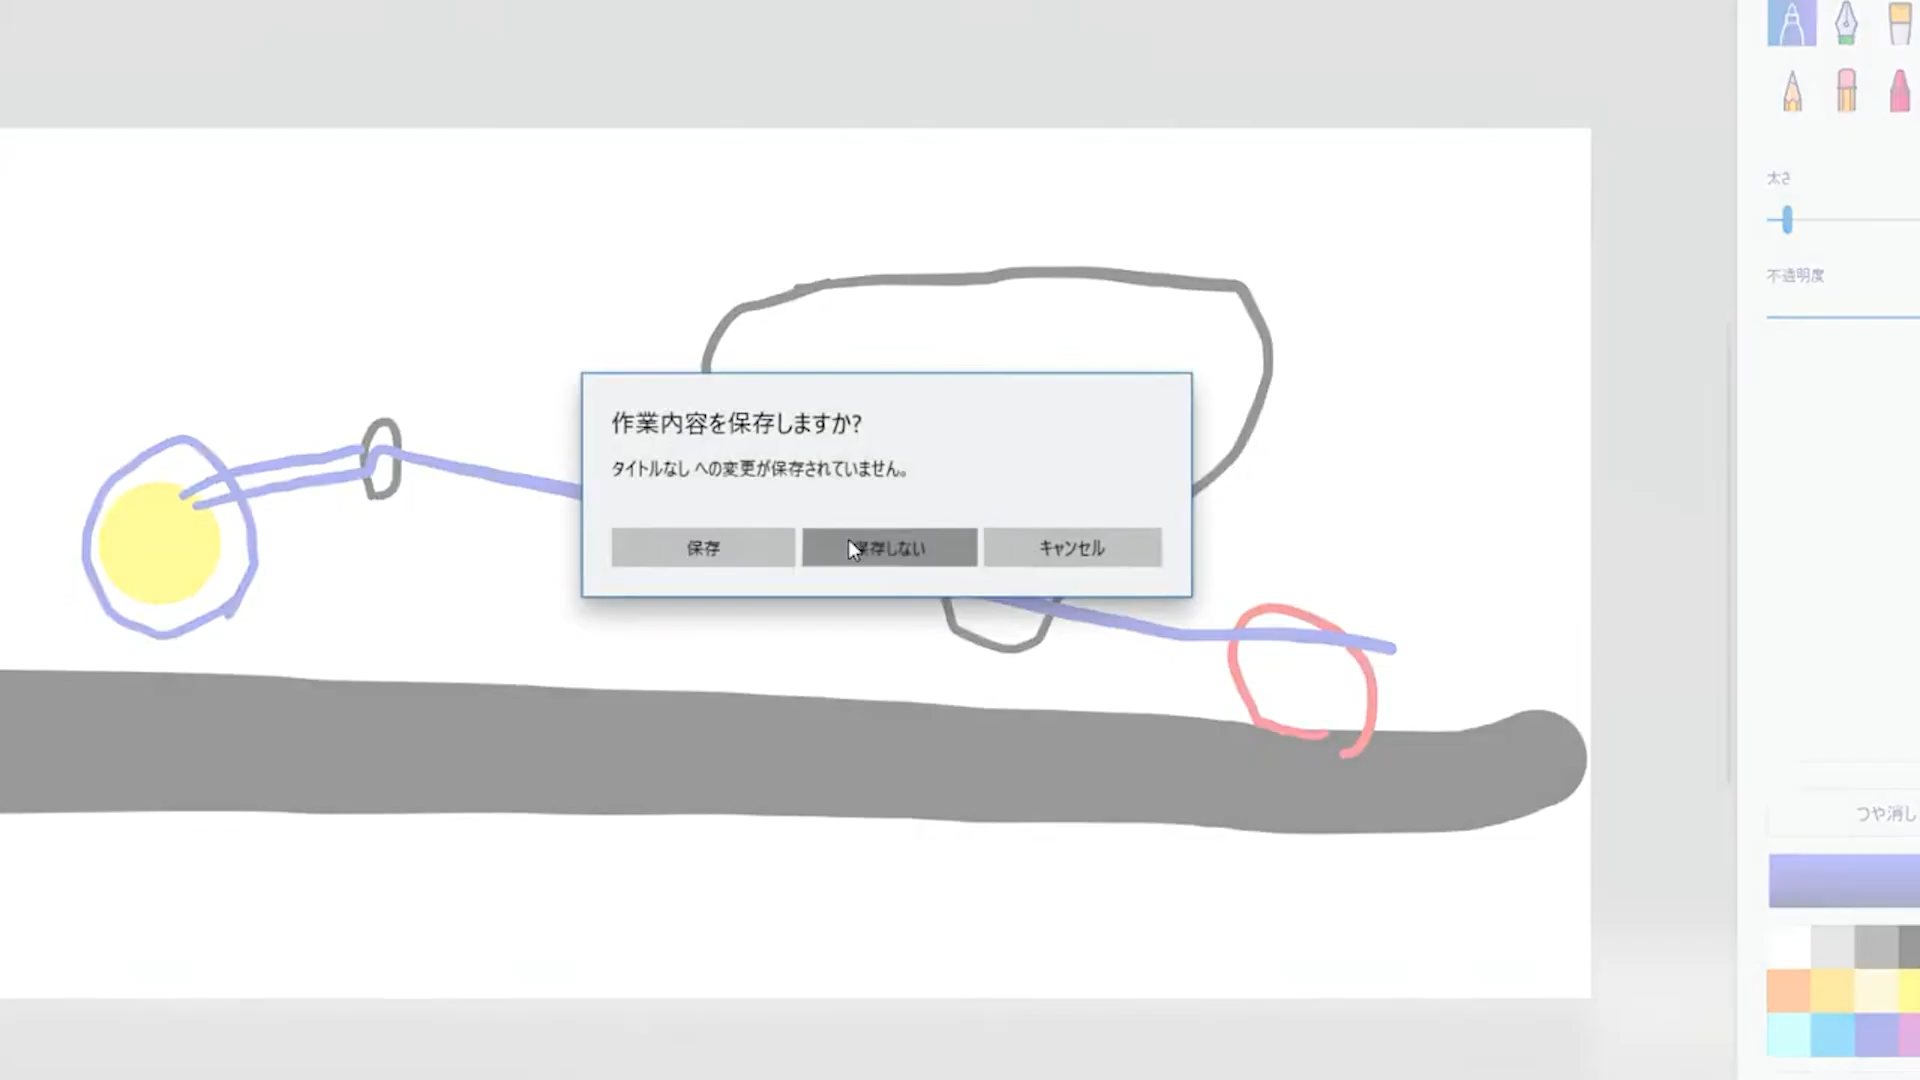 太さ
不透明度
作業内容を保存しますか?
タイトルなし への変更が保存されていません。
保存
保存しない
キャンセル
つや消し